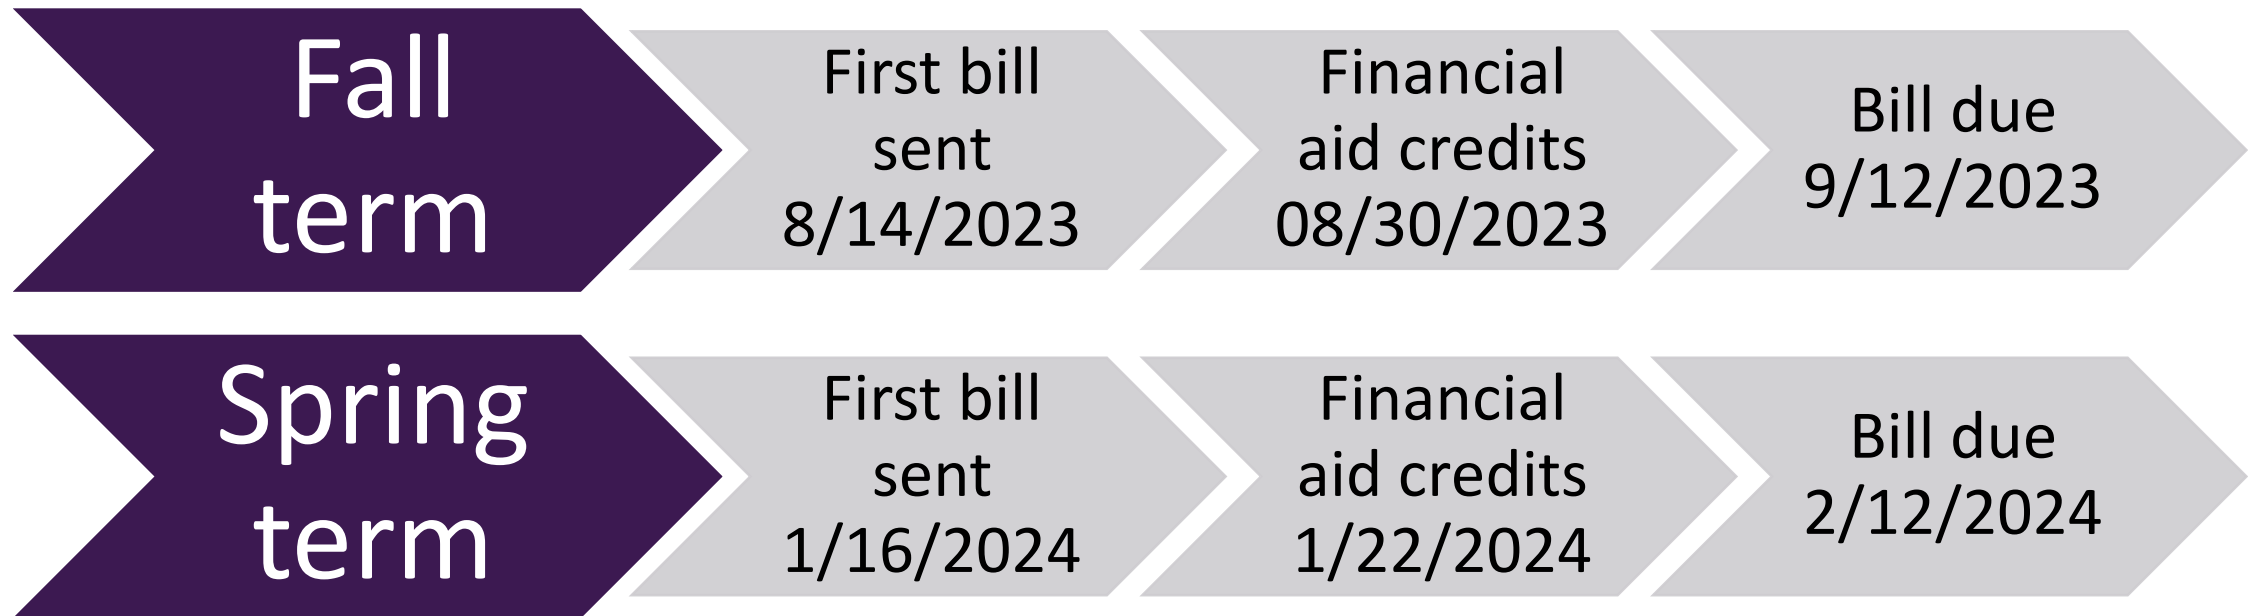 Fall
term
First bill
sent
8/14/2023
Financial
aid credits
08/30/2023
Bill due
9/12/2023
Spring
term
First bill
sent
1/16/2024
Financial
aid credits
1/22/2024
Bill due
2/12/2024